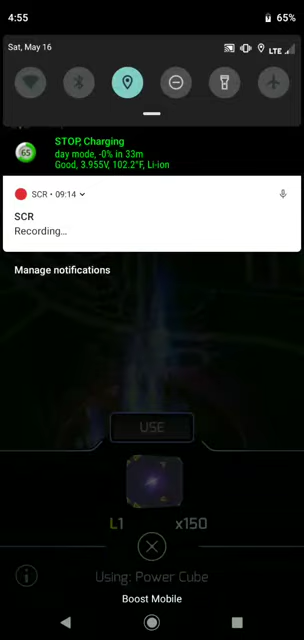 4:55
65%
Sat, May 16
LTE
65
STOP, Charging
day mode, -0% in 33m
Good, 3.955V, 102.2°F, Li-ion
SCR • 09:14
SCR
Recording...
Manage notifications
USE
L1 x150
Using: Power Cube
Boost Mobile